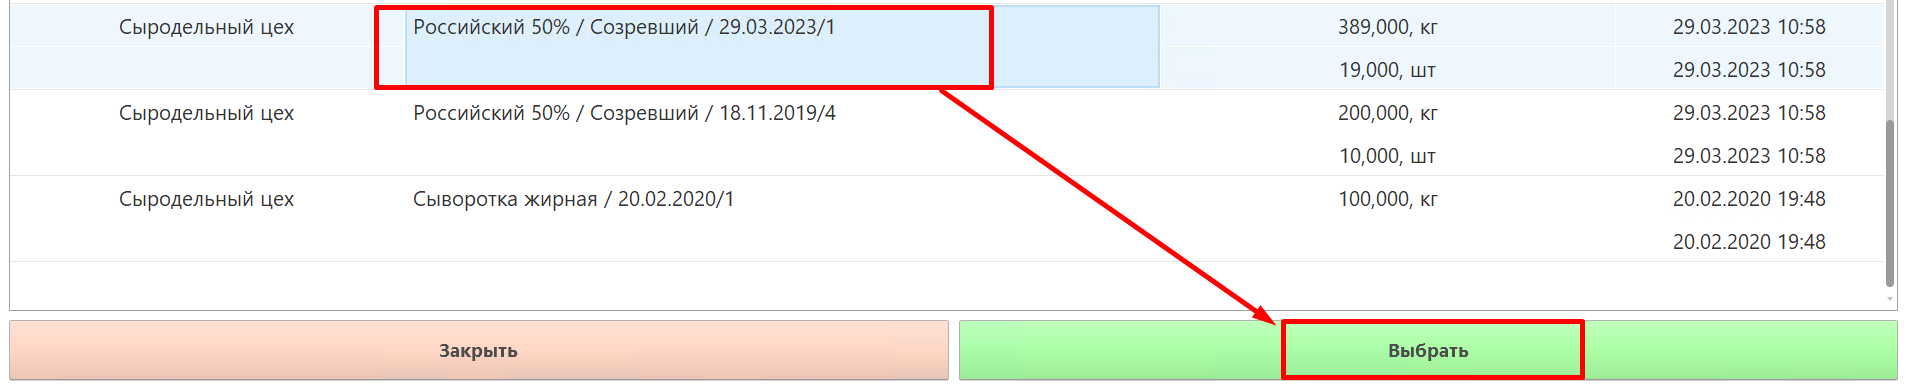 Сыродельный цех Российский 50% / Созревший / 29.03.2023/1 389,000, кг 29.03.2023 10:58
19,000, шт 29.03.2023 10:58
Сыродельный цех Российский 50% / Созревший / 18.11.2019/4 200,000, кг 29.03.2023 10:58
10,000, шт 29.03.2023 10:58
Сыродельный цех Сыворотка жирная / 20.02.2020/1 100,000, кг 20.02.2020 19:48
20.02.2020 19:48
Закрыть Выбрать